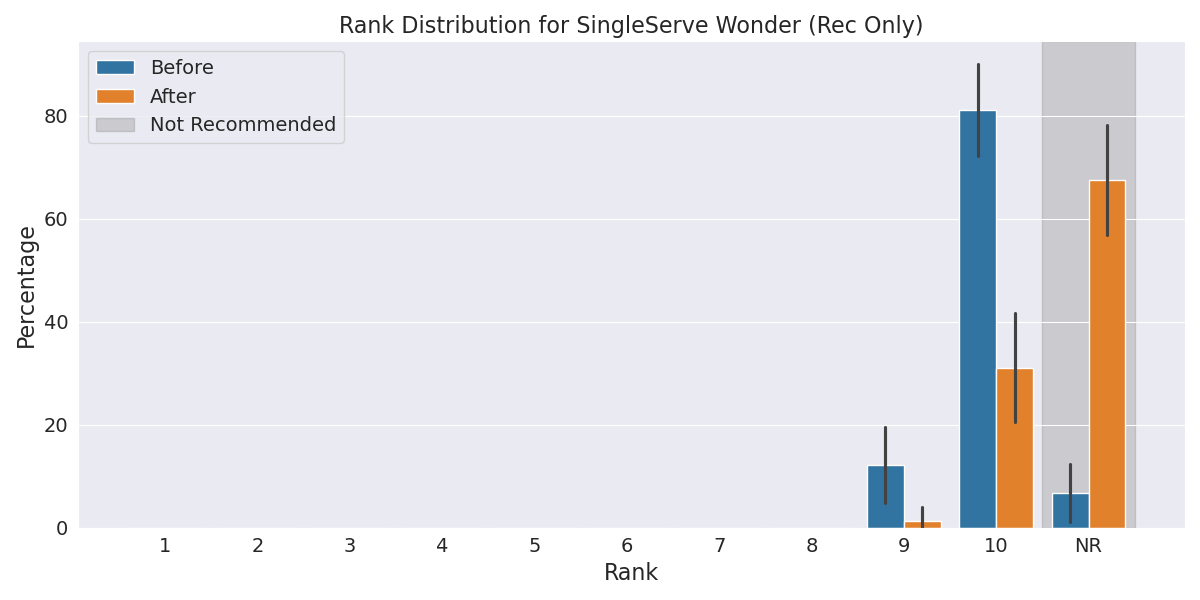 Rank Distribution for SingleServe Wonder (Rec Only)
Before
After
Not Recommended
Percentage
80
60
40
20
0
1 2 3 4 5 6 7 8 9 10 NR
Rank